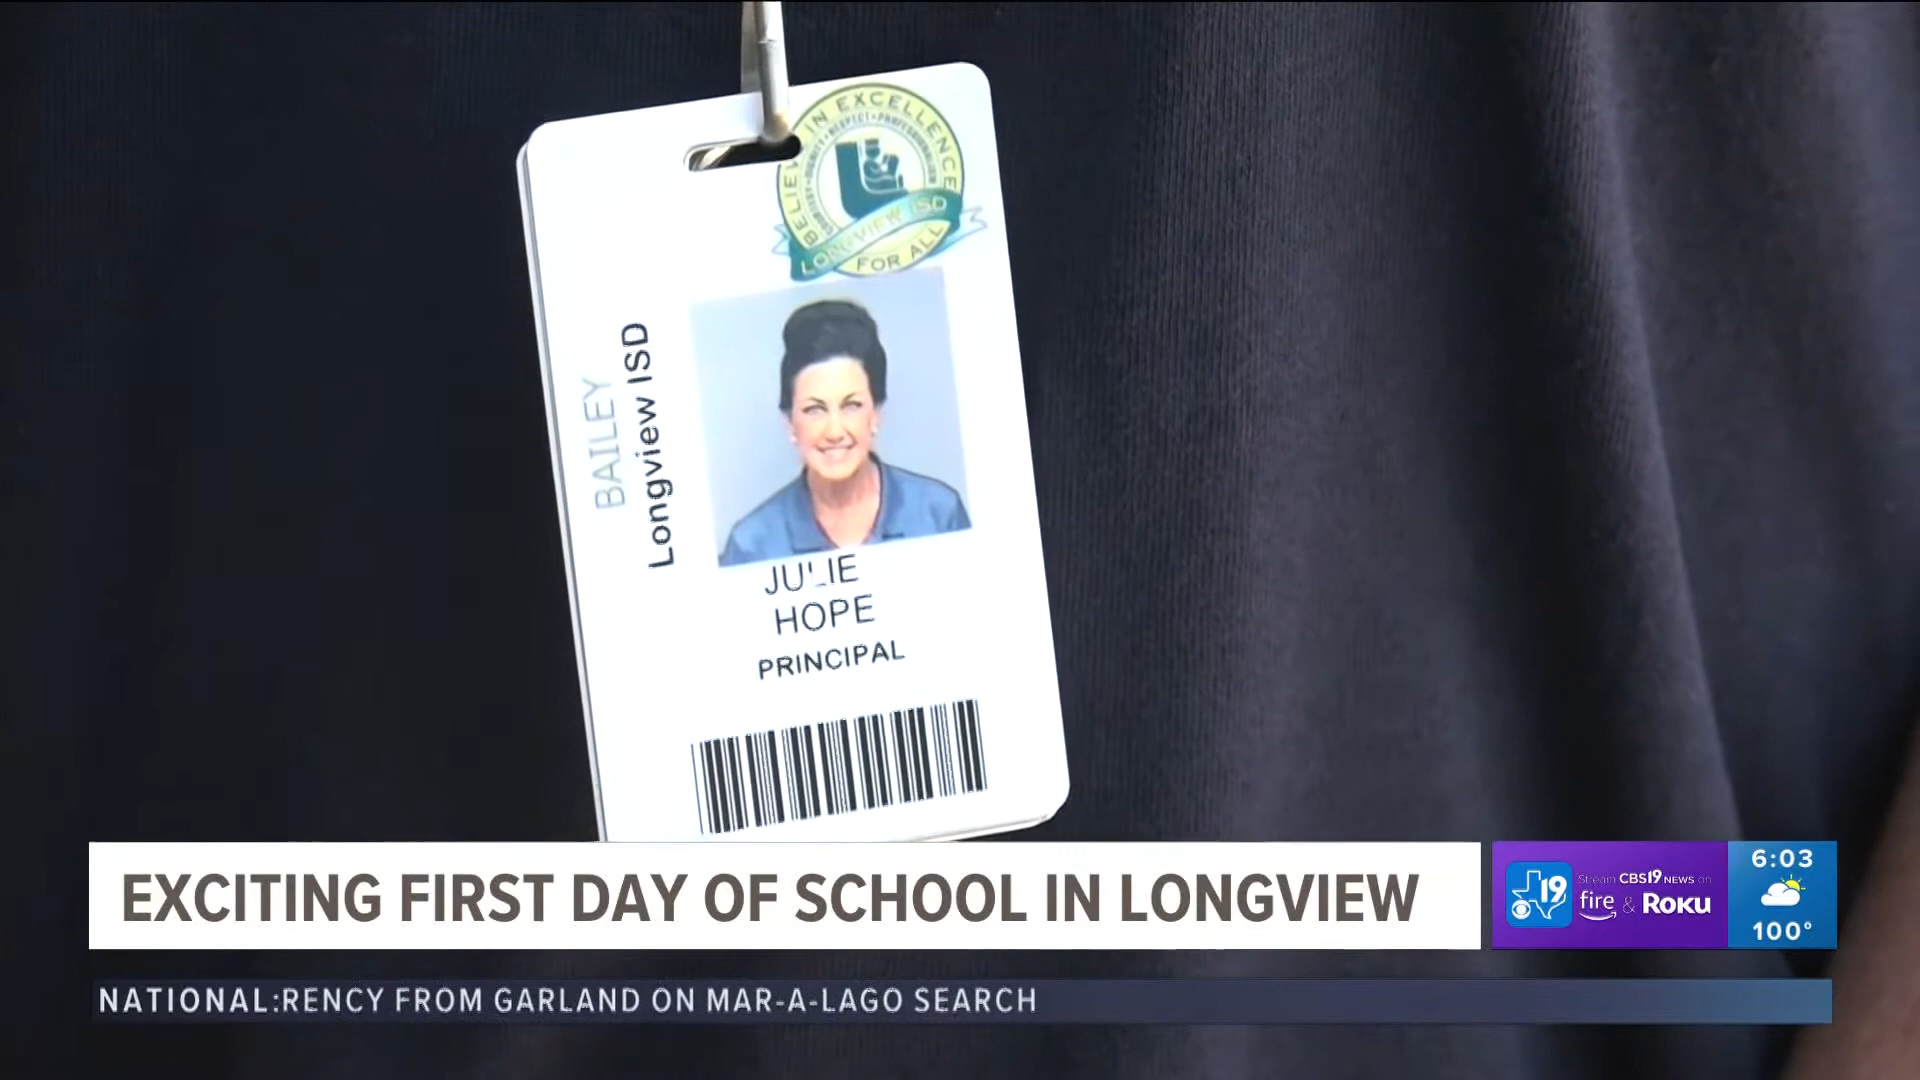 BELIEVE IN EXCELLENCE
RESPECT • PROFESSIONALISM
LONGVIEW ISD
FOR ALL
BAILEY
Longview ISD
JULIE
HOPE
PRINCIPAL
EXCITING FIRST DAY OF SCHOOL IN LONGVIEW
19
Stream CBS19 NEWS on
fire & ROKU
6:03
100°
NATIONAL:RENCY FROM GARLAND ON MAR-A-LAGO SEARCH